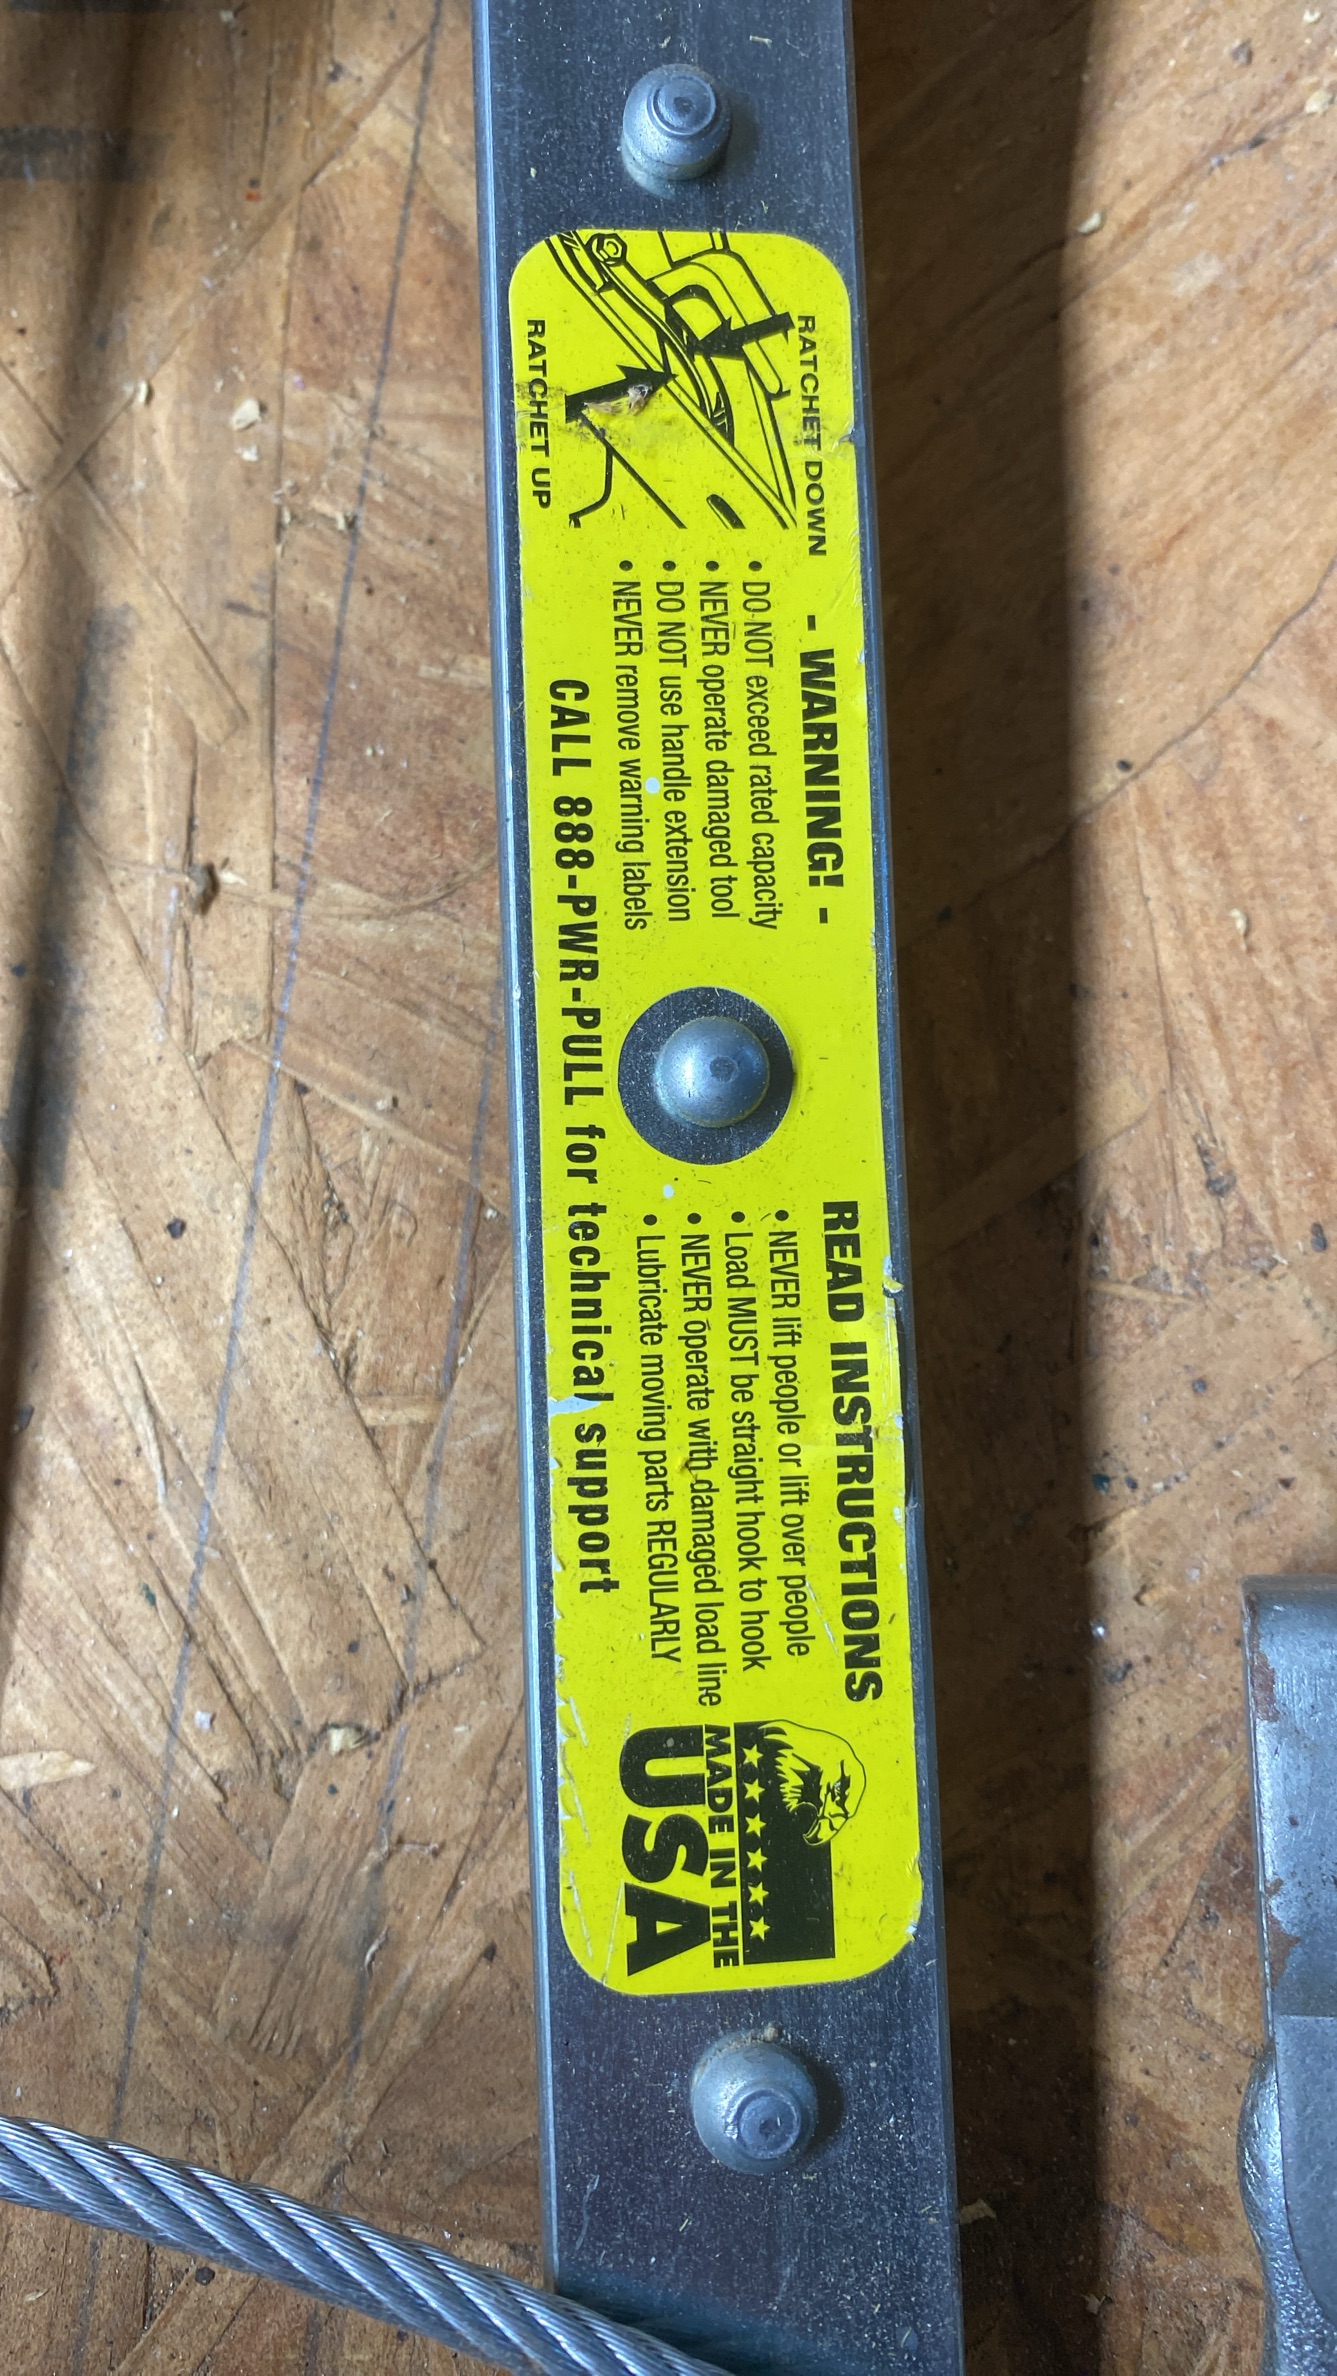 RATCHET DOWN
RATCHET UP
- WARNING! -
• DO NOT exceed rated capacity
• NEVER operate damaged tool
• DO NOT use handle extension
• NEVER remove warning labels
READ INSTRUCTIONS
• NEVER lift people or lift over people
• Load MUST be straight hook to hook
• NEVER operate with damaged load line
• Lubricate moving parts REGULARLY
CALL 888-PWR-PULL for technical support
MADE IN THE
USA